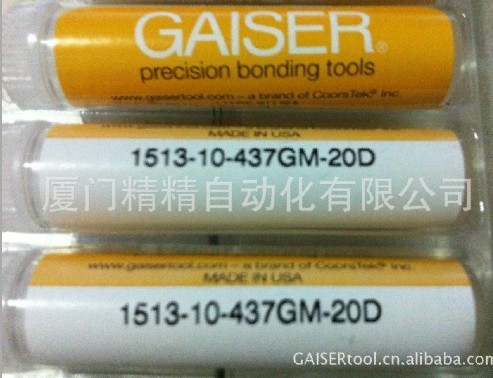 GAISER®
precision bonding tools
www.gaisertool.com – a brand of CoorsTek® Inc.
MADE IN USA
1513-10-437GM-20D
厦门精精自动化有限公司
www.gaisertool.com – a brand of CoorsTek® Inc.
MADE IN USA
1513-10-437GM-20D
GAISERtool.cn.alibaba.com